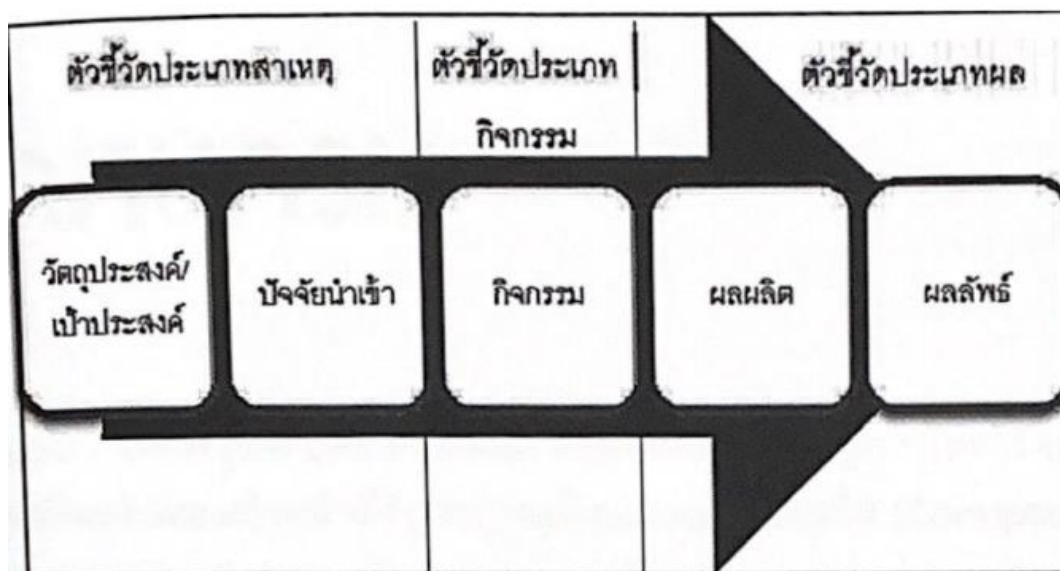 ตัวชี้วัดประเภทสาเหตุ
ตัวชี้วัดประเภท
กิจกรรม
ตัวชี้วัดประเภทผล
วัตถุประสงค์/
เป้าประสงค์
ปัจจัยนำเข้า
กิจกรรม
ผลผลิต
ผลลัพธ์